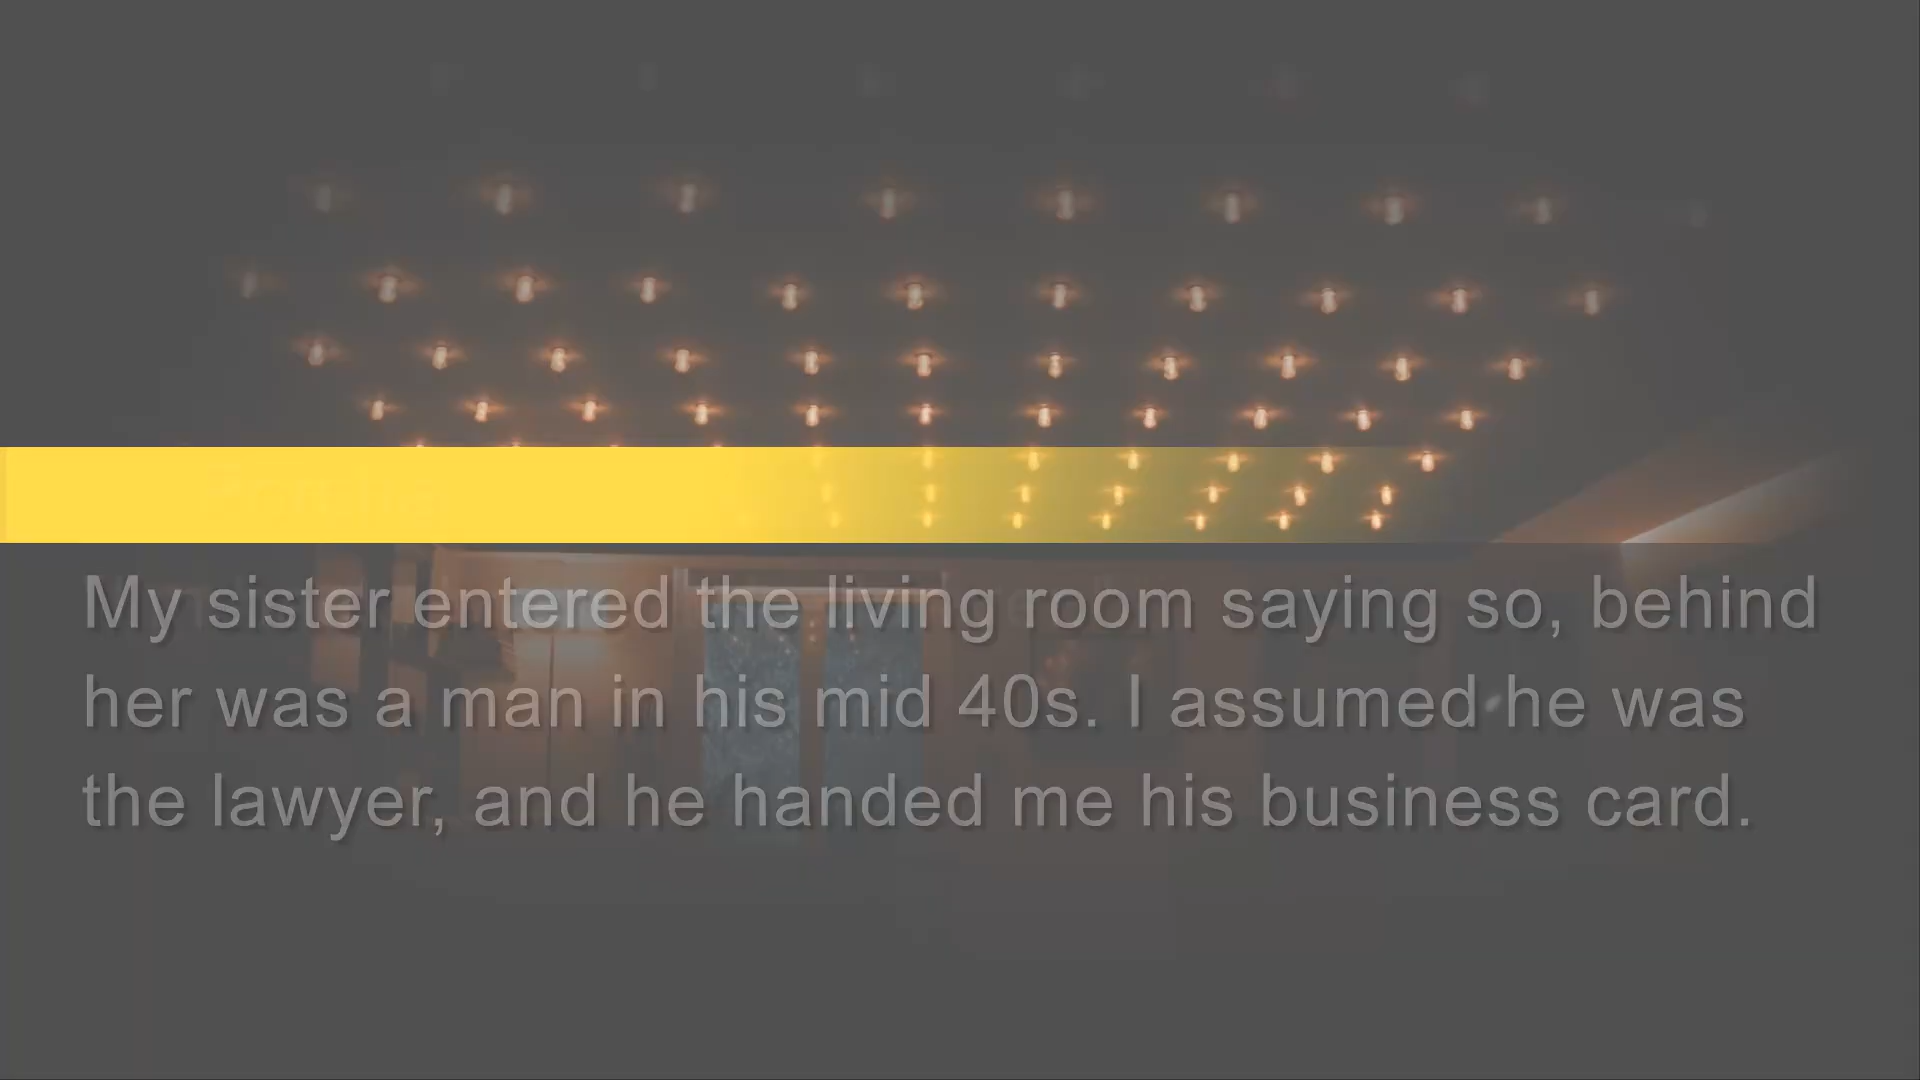 My sister entered the living room saying so, behind
her was a man in his mid 40s. I assumed he was
the lawyer, and he handed me his business card.